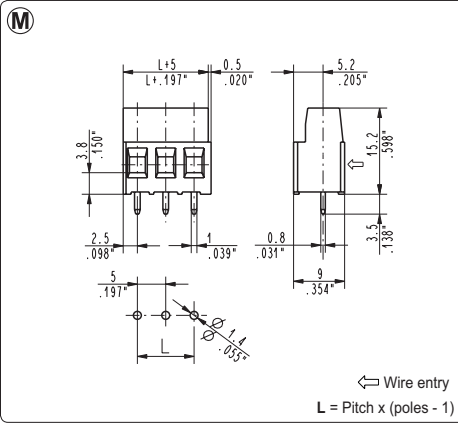 M
L+5
L+.197"
0.5
.020"
5.2
.205"
3.8
.150"
15.2
.598"
2.5
.098"
1
.039"
0.8
.031"
3.5
.138"
5
.197"
9
.354"
L
Ø 1.4
Ø .055"
Wire entry
L = Pitch x (poles - 1)